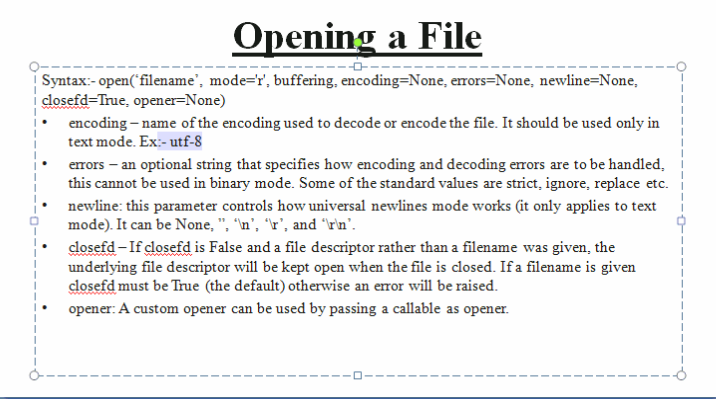 Opening a File
Syntax:- open('filename', mode='r', buffering, encoding=None, errors=None, newline=None,
closefd=True, opener=None)
• encoding – name of the encoding used to decode or encode the file. It should be used only in
text mode. Ex:- utf-8
• errors – an optional string that specifies how encoding and decoding errors are to be handled,
this cannot be used in binary mode. Some of the standard values are strict, ignore, replace etc.
• newline: this parameter controls how universal newlines mode works (it only applies to text
mode). It can be None, '', '\n', '\r', and '\r\n'.
• closefd – If closefd is False and a file descriptor rather than a filename was given, the
underlying file descriptor will be kept open when the file is closed. If a filename is given
closefd must be True (the default) otherwise an error will be raised.
• opener: A custom opener can be used by passing a callable as opener.